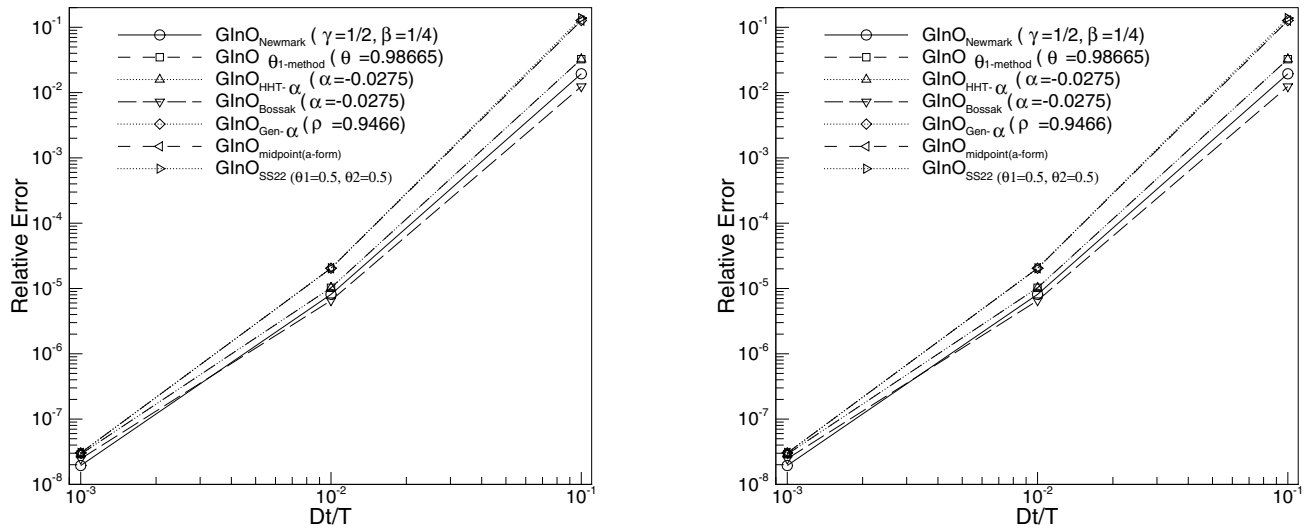 10^-1
GInO_Newmark ( γ=1/2, β=1/4)
GInO_θ1-method ( θ =0.98665)
GInO_HHT-α (α=-0.0275)
10^-2
GInO_Bossak ( α=-0.0275)
GInO_Gen-α ( ρ =0.9466)
GInO_midpoint(a-form)
10^-3
GInO_SS22 (θ1=0.5, θ2=0.5)
10^-4
Relative Error
10^-5
10^-6
10^-7
10^-8
10^-3
10^-2
10^-1
Dt/T
10^-1
GInO_Newmark ( γ=1/2, β=1/4)
GInO_θ1-method ( θ =0.98665)
GInO_HHT-α (α=-0.0275)
10^-2
GInO_Bossak ( α=-0.0275)
GInO_Gen-α ( ρ =0.9466)
GInO_midpoint(a-form)
10^-3
GInO_SS22 (θ1=0.5, θ2=0.5)
10^-4
Relative Error
10^-5
10^-6
10^-7
10^-8
10^-3
10^-2
10^-1
Dt/T